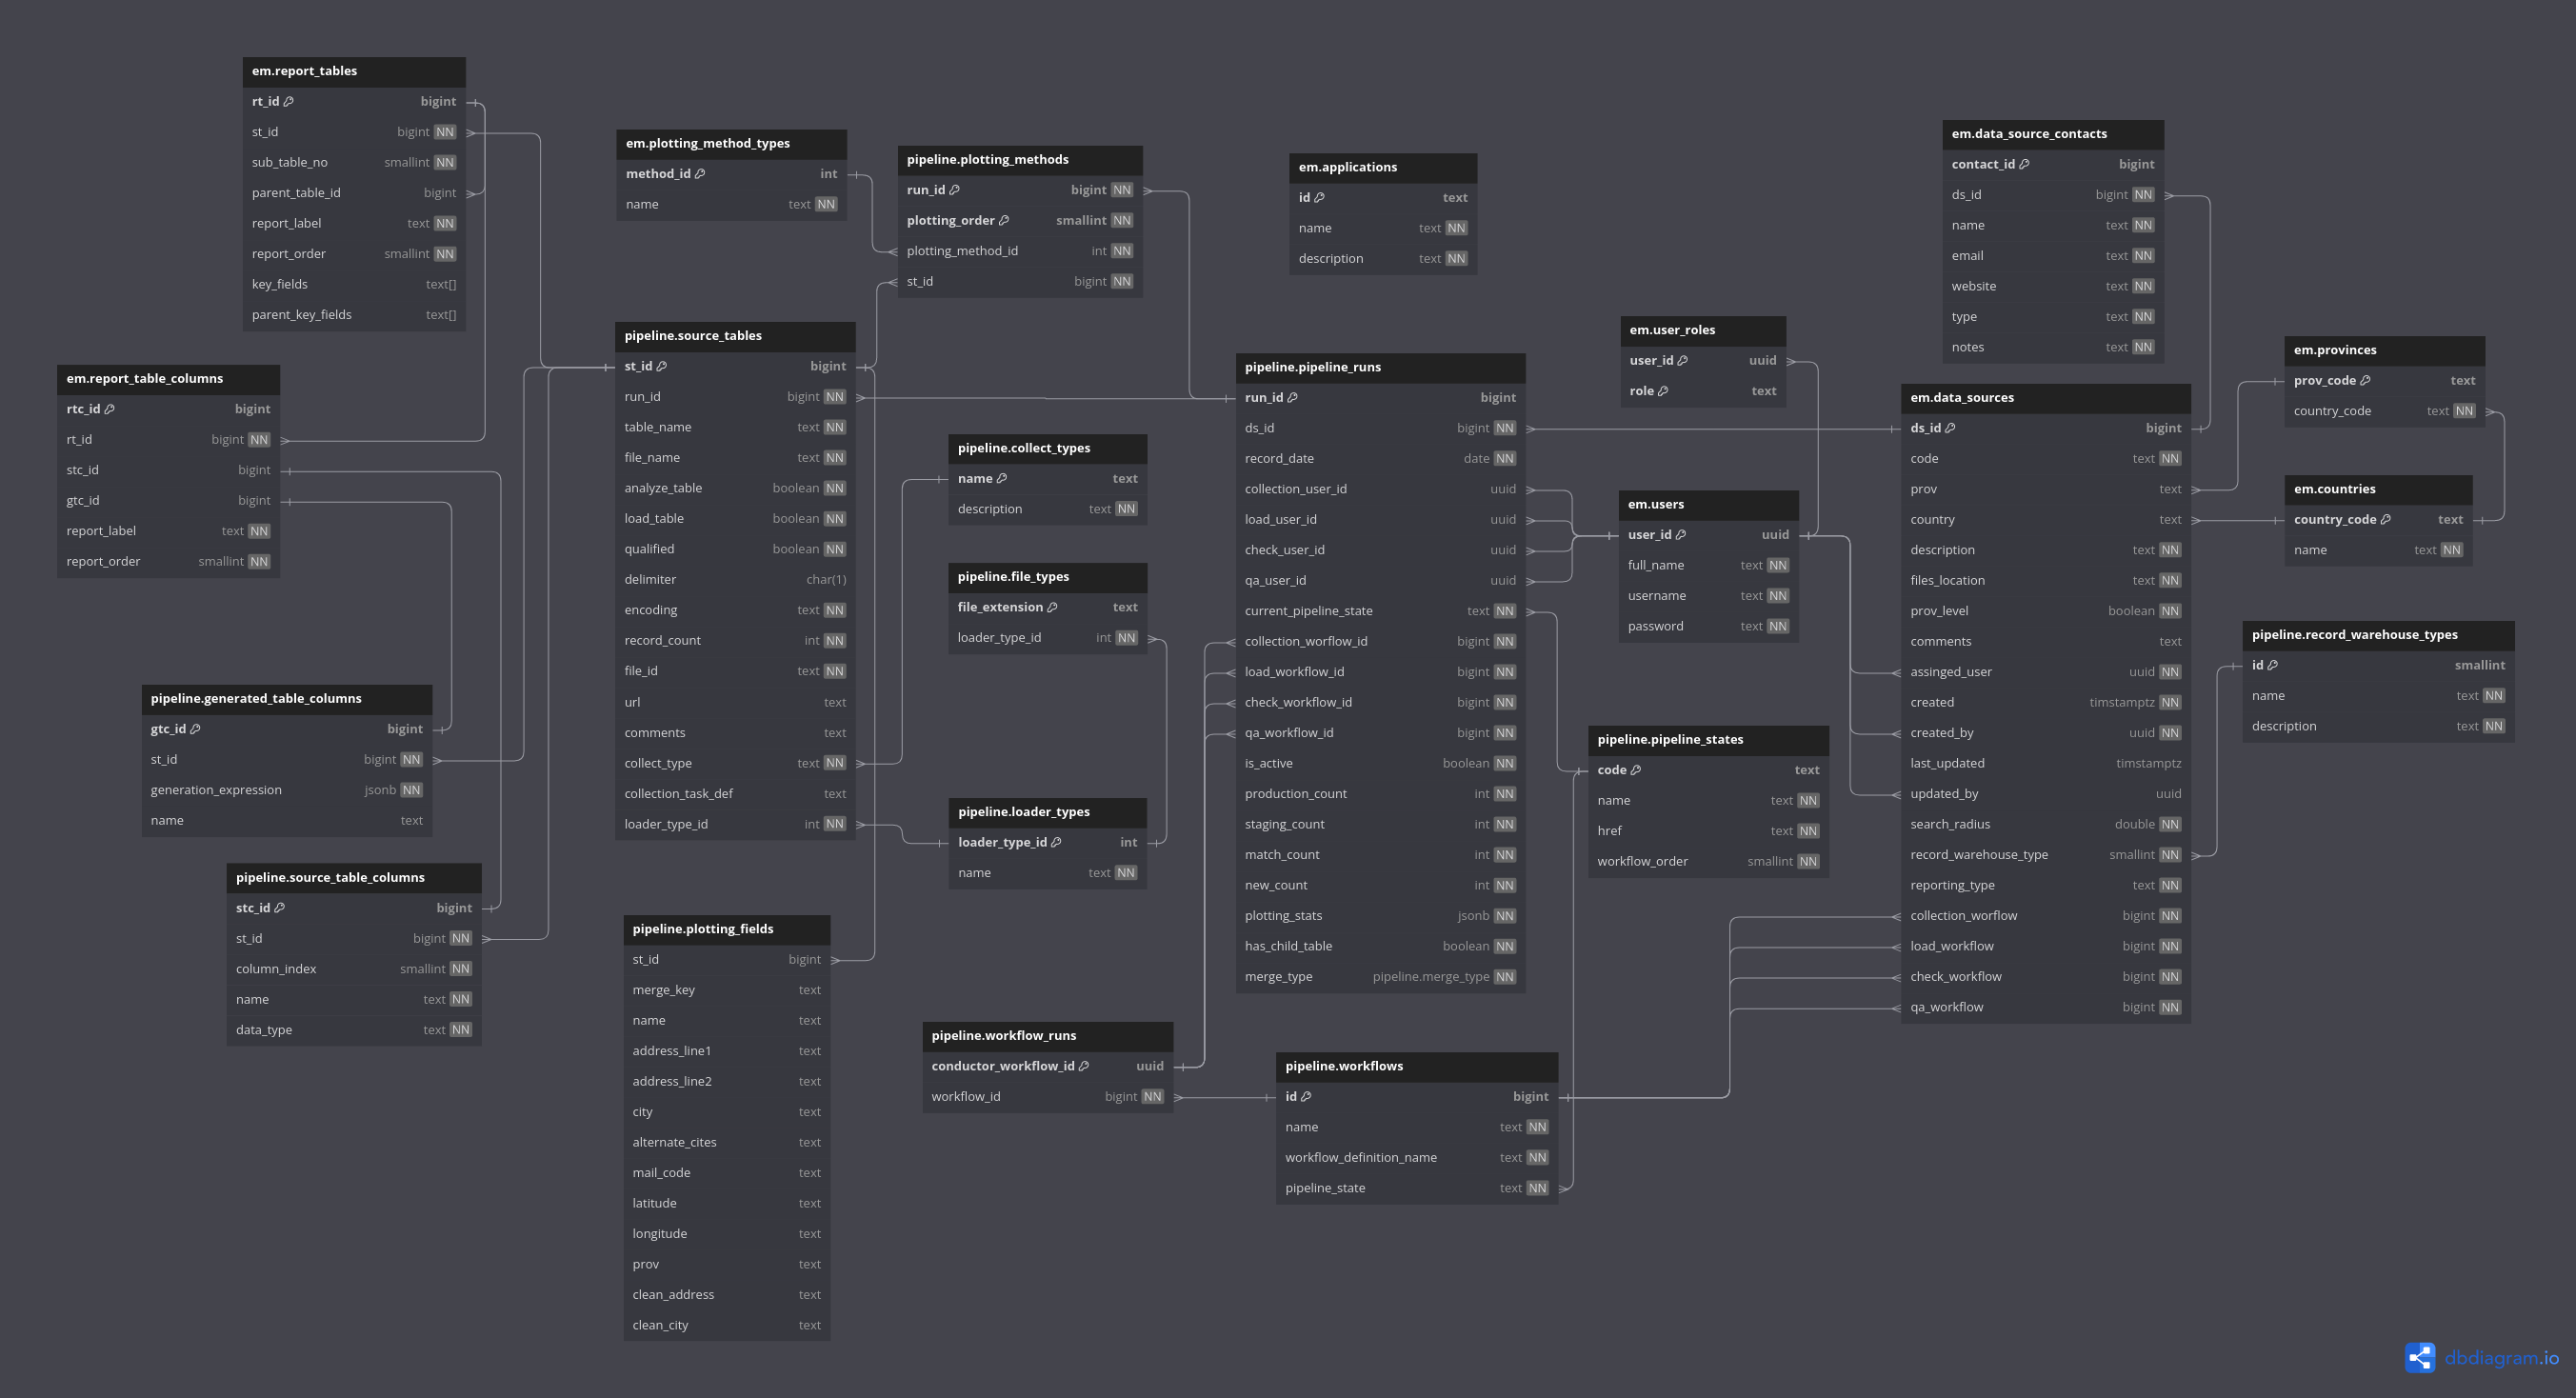 em.report_tables
rt_id bigint
st_id bigint NN
sub_table_no smallint NN
parent_table_id bigint
report_label text NN
report_order smallint NN
key_fields text[]
parent_key_fields text[]
em.report_table_columns
rtc_id bigint
rt_id bigint NN
stc_id bigint
gtc_id bigint
report_label text NN
report_order smallint NN
pipeline.generated_table_columns
gtc_id bigint
st_id bigint NN
generation_expression jsonb NN
name text
pipeline.source_table_columns
stc_id bigint
st_id bigint NN
column_index smallint NN
name text NN
data_type text NN
em.plotting_method_types
method_id int
name text NN
pipeline.source_tables
st_id bigint
run_id bigint NN
table_name text NN
file_name text NN
analyze_table boolean NN
load_table boolean NN
qualified boolean NN
delimiter char(1)
encoding text NN
record_count int NN
file_id text NN
url text
comments text
collect_type text NN
collection_task_def text
loader_type_id int NN
pipeline.plotting_fields
st_id bigint
merge_key text
name text
address_line1 text
address_line2 text
city text
alternate_cites text
mail_code text
latitude text
longitude text
prov text
clean_address text
clean_city text
pipeline.plotting_methods
run_id bigint NN
plotting_order smallint NN
plotting_method_id int NN
st_id bigint NN
pipeline.collect_types
name text
description text NN
pipeline.file_types
file_extension text
loader_type_id int NN
pipeline.loader_types
loader_type_id int
name text NN
pipeline.workflow_runs
conductor_workflow_id uuid
workflow_id bigint NN
em.applications
id text
name text NN
description text NN
pipeline.pipeline_runs
run_id bigint
ds_id bigint NN
record_date date NN
collection_user_id uuid
load_user_id uuid
check_user_id uuid
qa_user_id uuid
current_pipeline_state text NN
collection_worflow_id bigint NN
load_workflow_id bigint NN
check_workflow_id bigint NN
qa_workflow_id bigint NN
is_active boolean NN
production_count int NN
staging_count int NN
match_count int NN
new_count int NN
plotting_stats jsonb NN
has_child_table boolean NN
merge_type pipeline.merge_type NN
pipeline.workflows
id bigint
name text NN
workflow_definition_name text NN
pipeline_state text NN
em.user_roles
user_id uuid
role text
em.users
user_id uuid
full_name text NN
username text NN
password text NN
pipeline.pipeline_states
code text
name text NN
href text NN
workflow_order smallint NN
em.data_source_contacts
contact_id bigint
ds_id bigint NN
name text NN
email text NN
website text NN
type text NN
notes text NN
em.data_sources
ds_id bigint
code text NN
prov text
country text
description text NN
files_location text NN
prov_level boolean NN
comments text
assinged_user uuid NN
created timstamptz NN
created_by uuid NN
last_updated timstamptz
updated_by uuid
search_radius double NN
record_warehouse_type smallint NN
reporting_type text NN
collection_worflow bigint NN
load_workflow bigint NN
check_workflow bigint NN
qa_workflow bigint NN
em.provinces
prov_code text
country_code text NN
em.countries
country_code text
name text NN
pipeline.record_warehouse_types
id smallint
name text NN
description text NN
dbdiagram.io